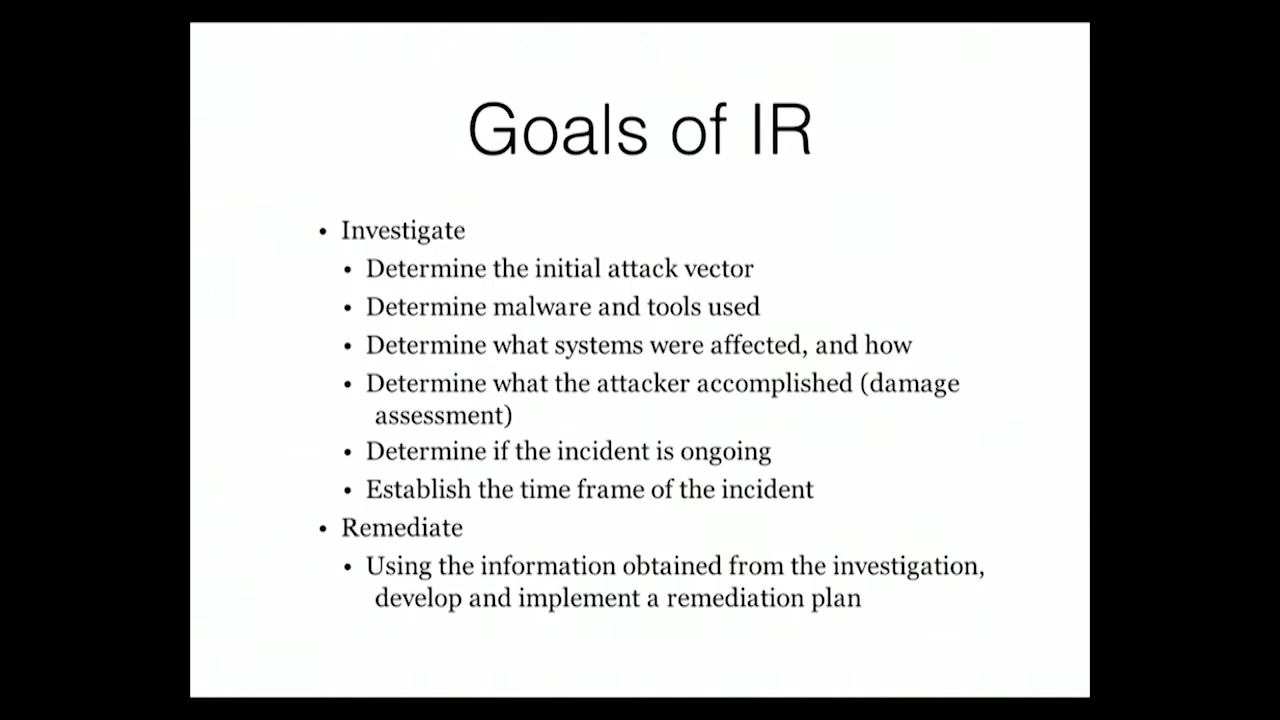 Goals of IR
• Investigate
• Determine the initial attack vector
• Determine malware and tools used
• Determine what systems were affected, and how
• Determine what the attacker accomplished (damage
assessment)
• Determine if the incident is ongoing
• Establish the time frame of the incident
• Remediate
• Using the information obtained from the investigation,
develop and implement a remediation plan